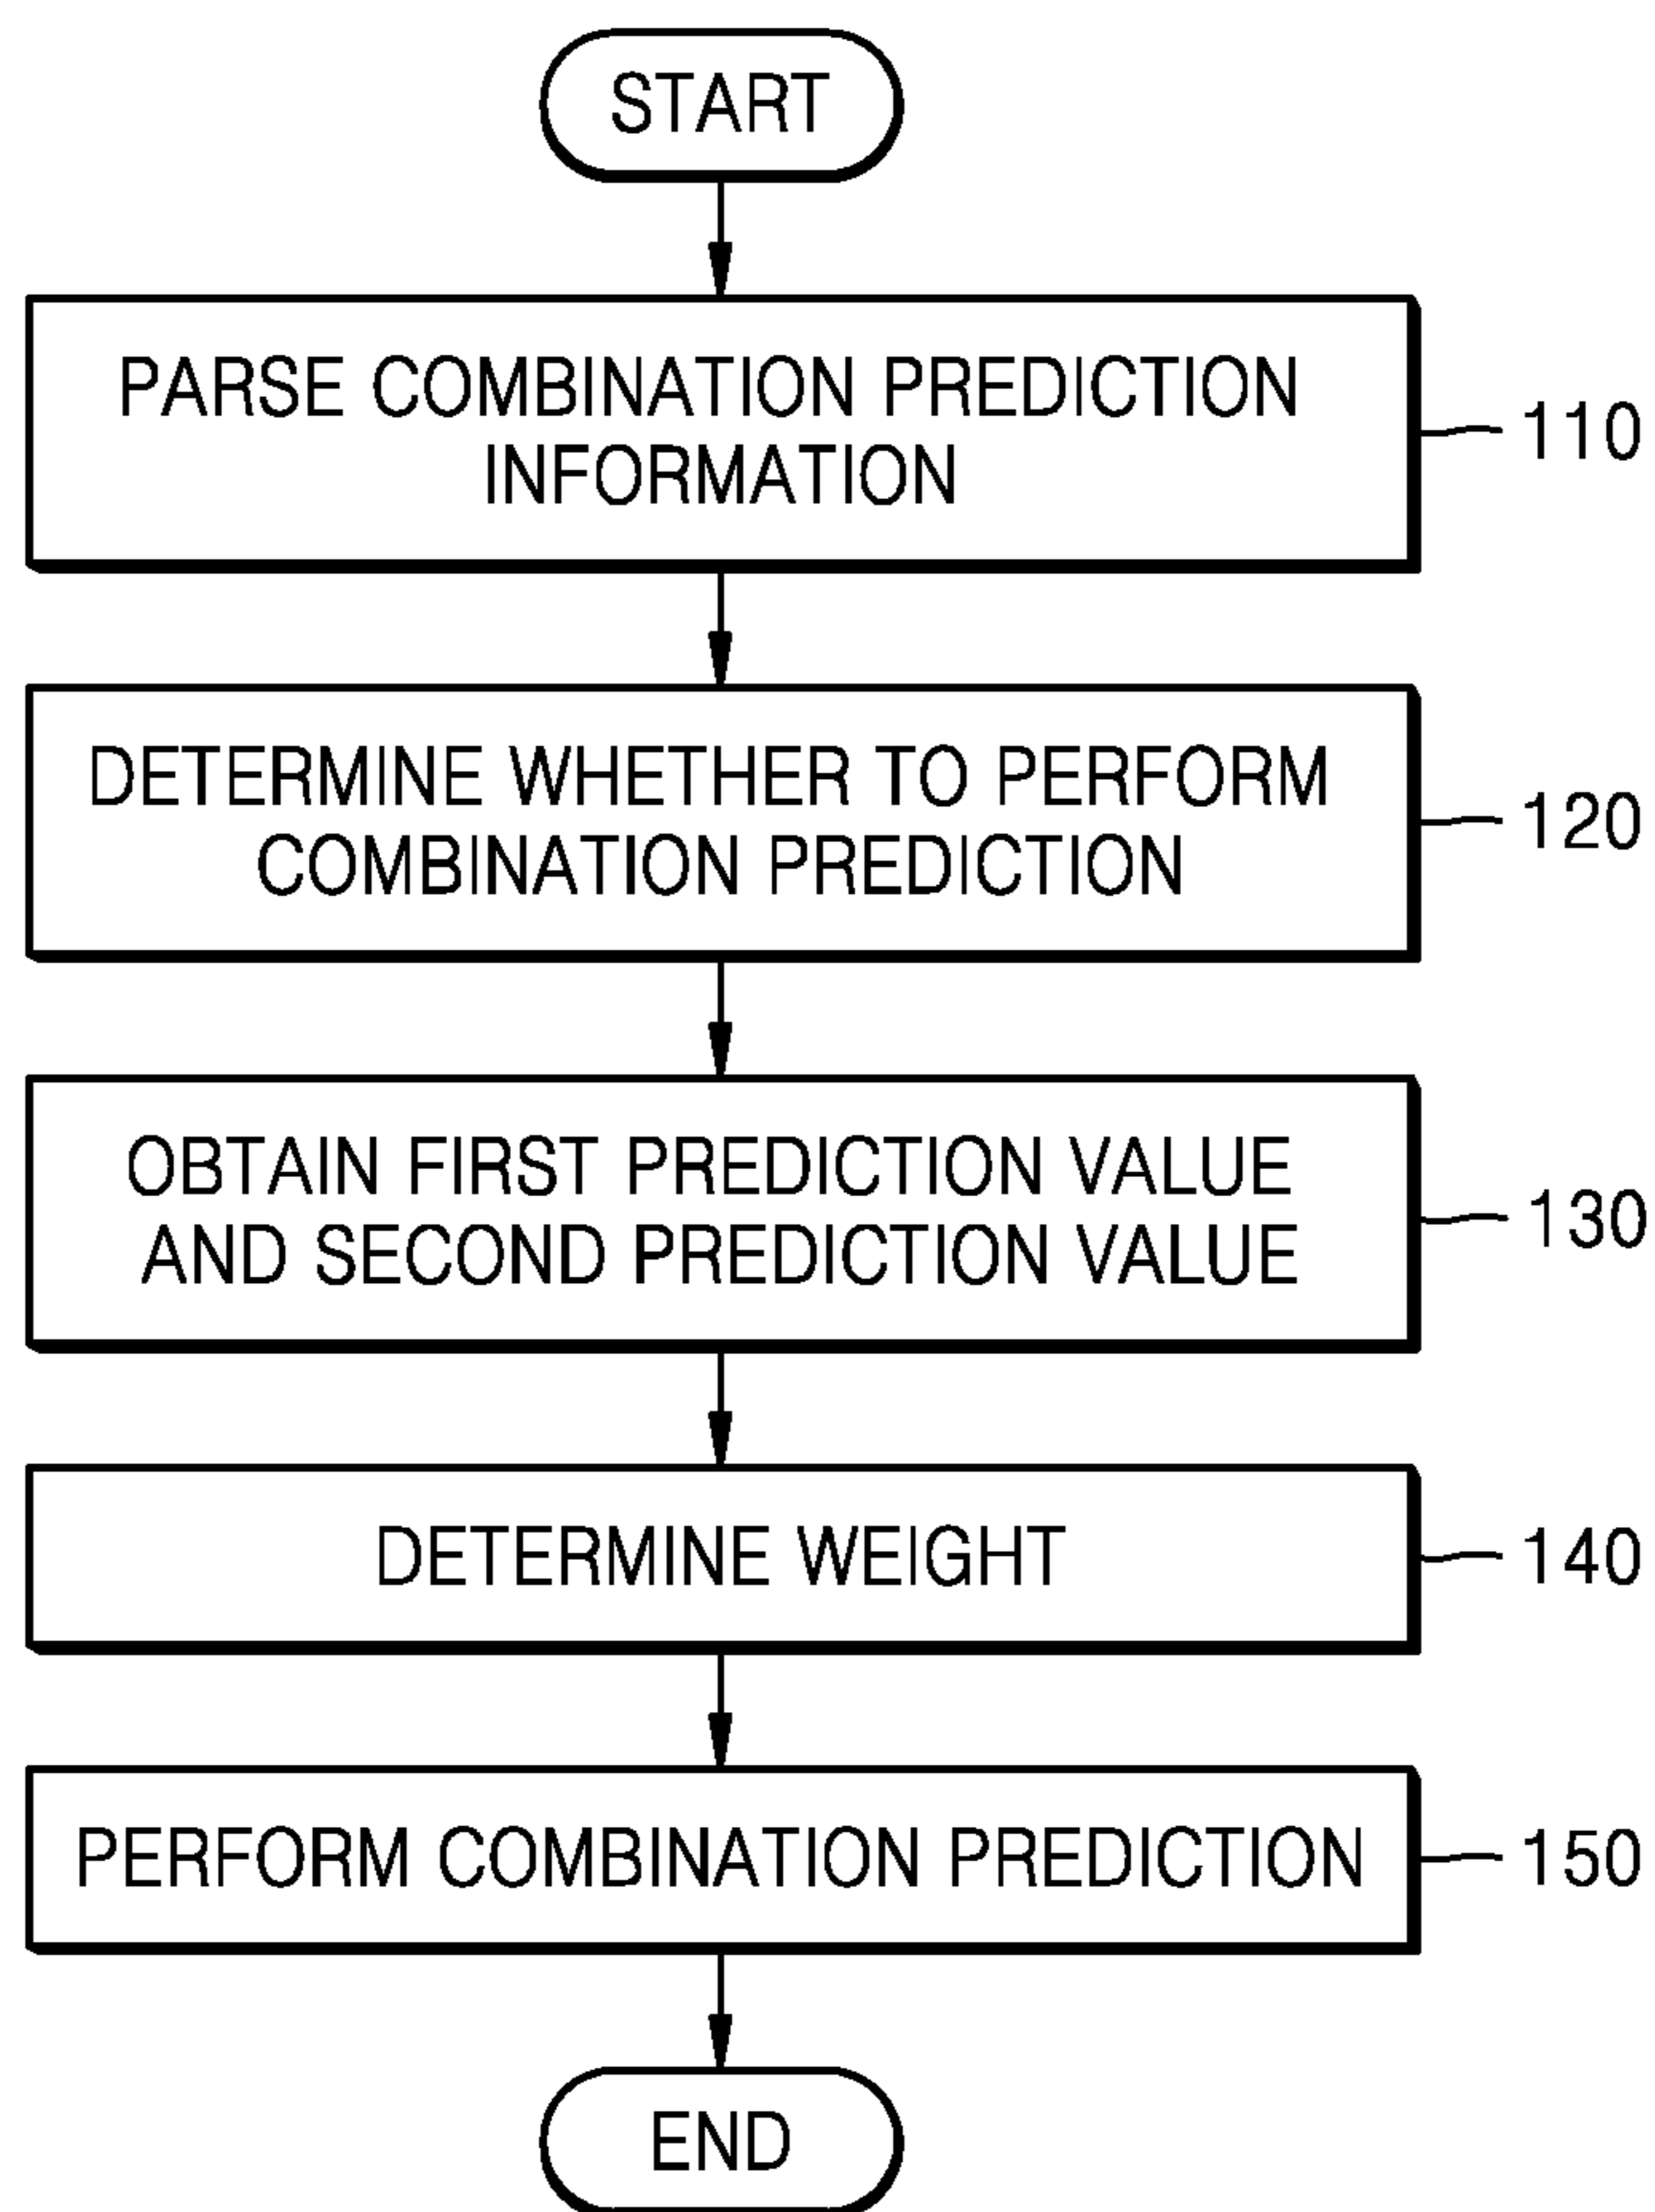 START
PARSE COMBINATION PREDICTION
INFORMATION
110
DETERMINE WHETHER TO PERFORM
COMBINATION PREDICTION
120
OBTAIN FIRST PREDICTION VALUE
AND SECOND PREDICTION VALUE
130
DETERMINE WEIGHT
140
PERFORM COMBINATION PREDICTION
150
END